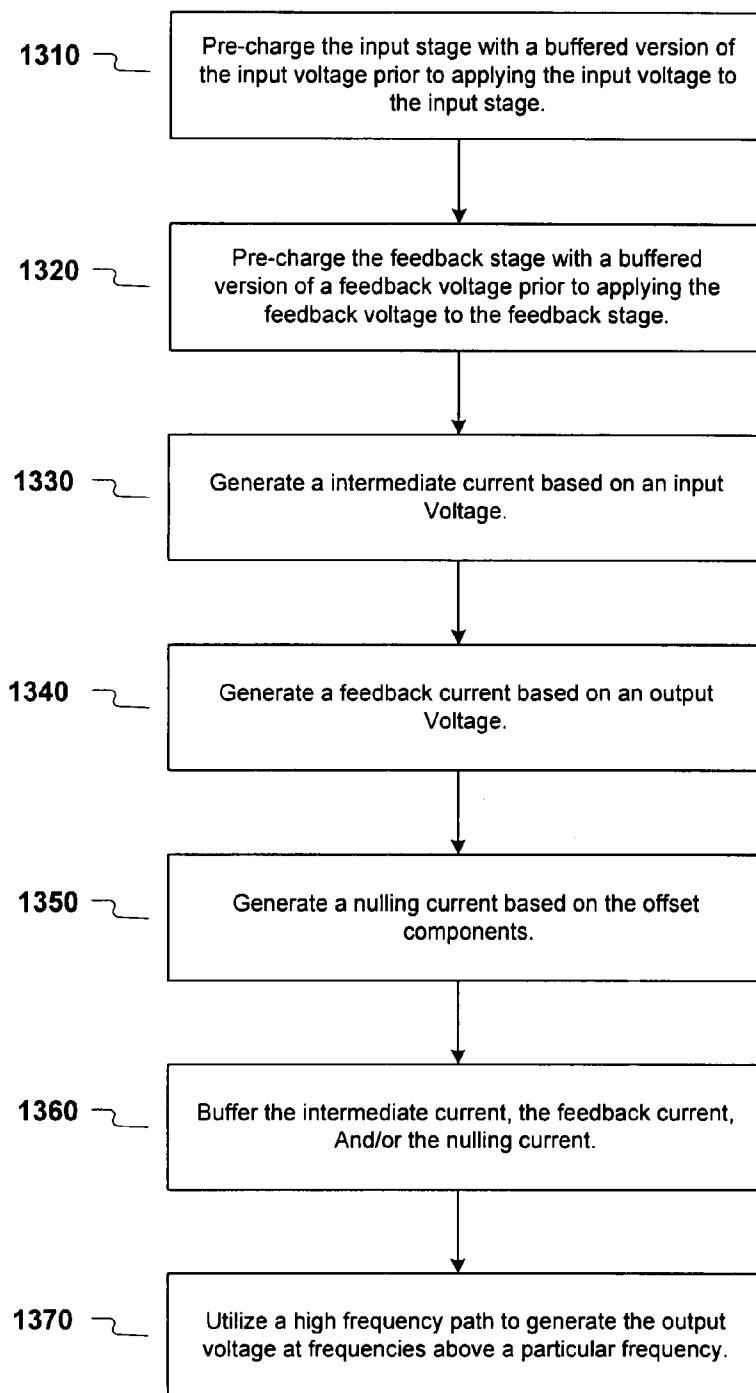 1310
Pre-charge the input stage with a buffered version of
the input voltage prior to applying the input voltage to
the input stage.
1320
Pre-charge the feedback stage with a buffered
version of a feedback voltage prior to applying the
feedback voltage to the feedback stage.
1330
Generate a intermediate current based on an input
Voltage.
1340
Generate a feedback current based on an output
Voltage.
1350
Generate a nulling current based on the offset
components.
1360
Buffer the intermediate current, the feedback current,
And/or the nulling current.
1370
Utilize a high frequency path to generate the output
voltage at frequencies above a particular frequency.